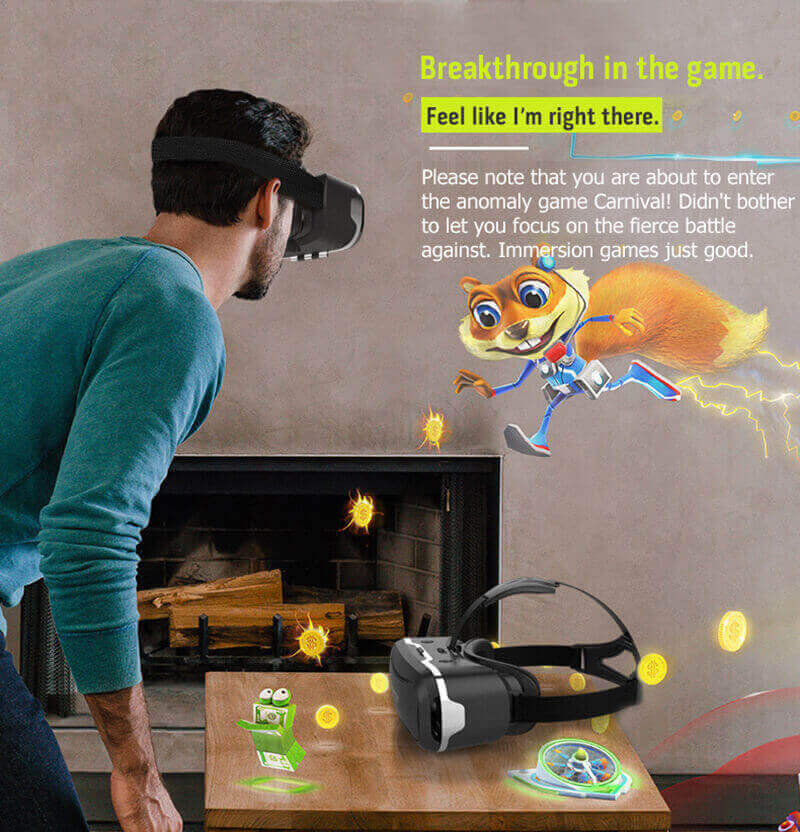 Breakthrough in the game.
Feel like I'm right there.
Please note that you are about to enter
the anomaly game Carnival! Didn't bother
to let you focus on the fierce battle
against. Immersion games just good.